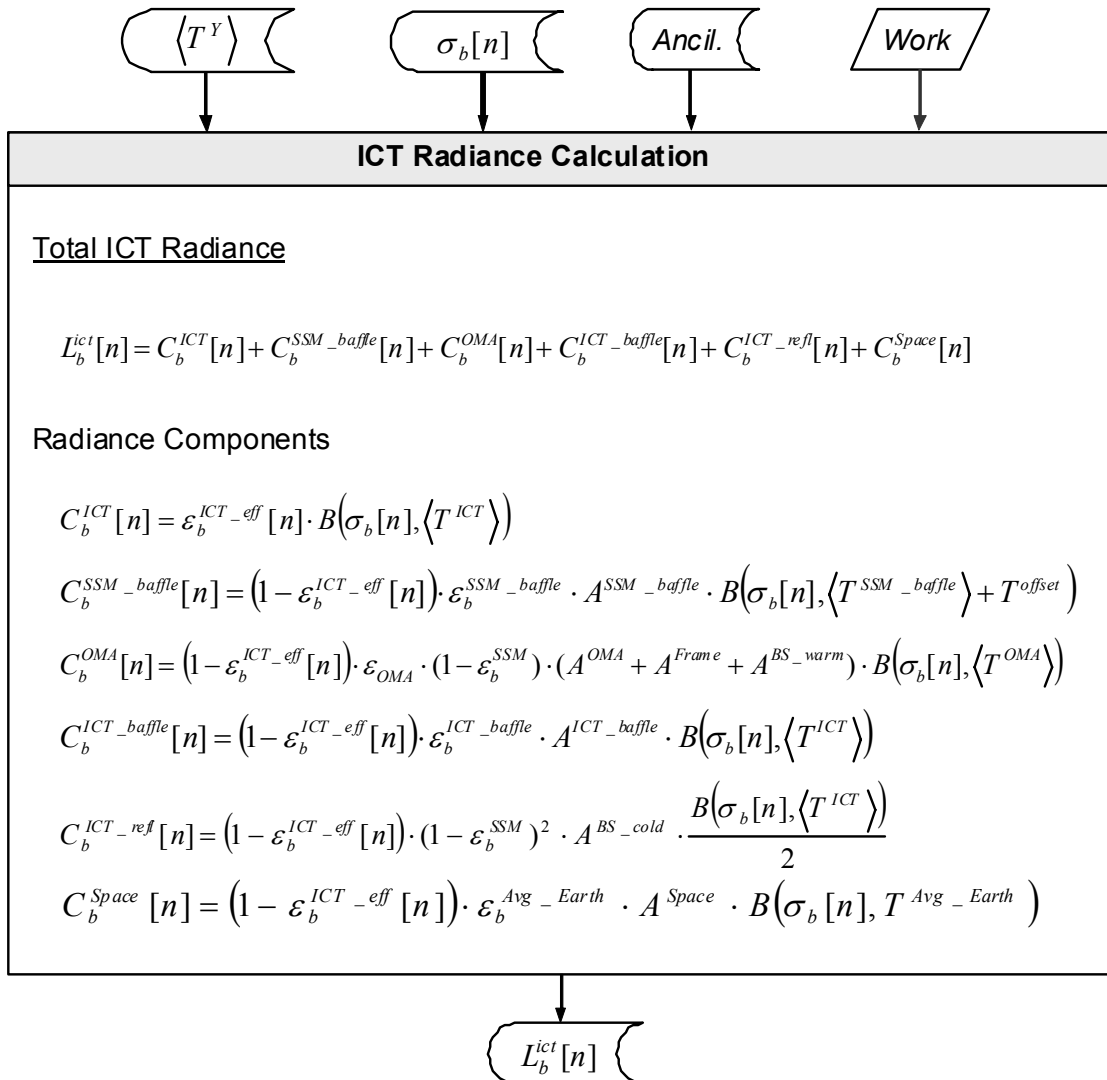 ⟨T^Y⟩ σ_b[n] Ancil. Work
ICT Radiance Calculation
Total ICT Radiance
L_b^{ict}[n] = C_b^{ICT}[n] + C_b^{SSM_baffle}[n] + C_b^{OMA}[n] + C_b^{ICT_baffle}[n] + C_b^{ICT_refl}[n] + C_b^{Space}[n]
Radiance Components
C_b^{ICT}[n] = ε_b^{ICT_eff}[n] · B(σ_b[n], ⟨T^{ICT}⟩)
C_b^{SSM_baffle}[n] = (1 − ε_b^{ICT_eff}[n]) · ε_b^{SSM_baffle} · A^{SSM_baffle} · B(σ_b[n], ⟨T^{SSM_baffle}⟩ + T^{offset})
C_b^{OMA}[n] = (1 − ε_b^{ICT_eff}[n]) · ε_{OMA} · (1 − ε_b^{SSM}) · (A^{OMA} + A^{Frame} + A^{BS_warm}) · B(σ_b[n], ⟨T^{OMA}⟩)
C_b^{ICT_baffle}[n] = (1 − ε_b^{ICT_eff}[n]) · ε_b^{ICT_baffle} · A^{ICT_baffle} · B(σ_b[n], ⟨T^{ICT}⟩)
C_b^{ICT_refl}[n] = (1 − ε_b^{ICT_eff}[n]) · (1 − ε_b^{SSM})^2 · A^{BS_cold} · B(σ_b[n], ⟨T^{ICT}⟩) / 2
C_b^{Space}[n] = (1 − ε_b^{ICT_eff}[n]) · ε_b^{Avg_Earth} · A^{Space} · B(σ_b[n], T^{Avg_Earth})
L_b^{ict}[n]